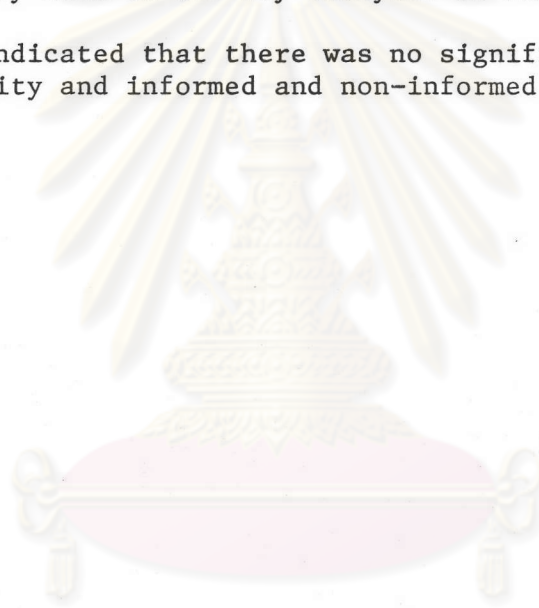 ndicated that there was no signif
ity and informed and non-informed